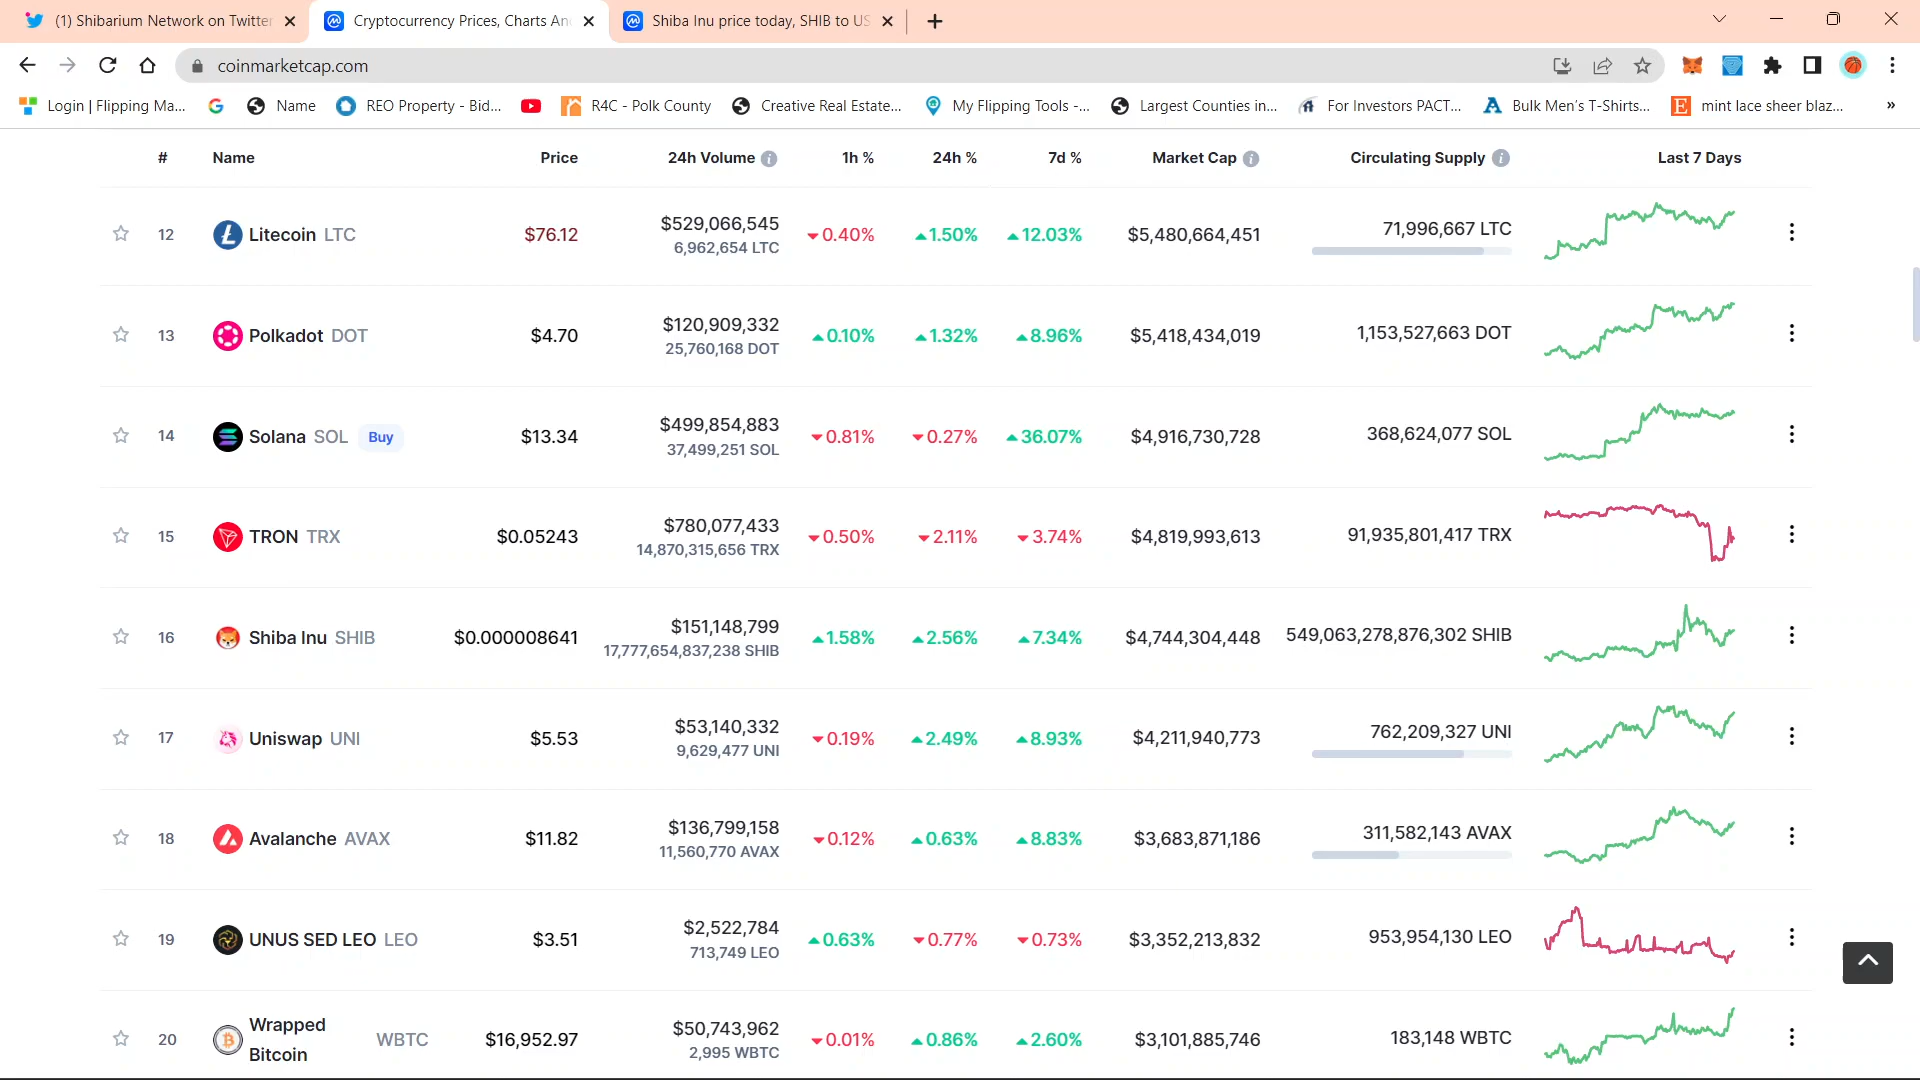 (1) Shibarium Network on Twitter
Cryptocurrency Prices, Charts An
Shiba Inu price today, SHIB to US
coinmarketcap.com
Login | Flipping Ma...
Name
REO Property - Bid...
R4C - Polk County
Creative Real Estate...
My Flipping Tools -...
Largest Counties in...
For Investors PACT...
Bulk Men's T-Shirts...
mint lace sheer blaz...
»
# Name Price 24h Volume 1h % 24h % 7d % Market Cap Circulating Supply Last 7 Days
12 Litecoin LTC $76.12 $529,066,545 0.40% 1.50% 12.03% $5,480,664,451 71,996,667 LTC
6,962,654 LTC
13 Polkadot DOT $4.70 $120,909,332 0.10% 1.32% 8.96% $5,418,434,019 1,153,527,663 DOT
25,760,168 DOT
14 Solana SOL Buy $13.34 $499,854,883 0.81% 0.27% 36.07% $4,916,730,728 368,624,077 SOL
37,499,251 SOL
15 TRON TRX $0.05243 $780,077,433 0.50% 2.11% 3.74% $4,819,993,613 91,935,801,417 TRX
14,870,315,656 TRX
16 Shiba Inu SHIB $0.000008641 $151,148,799 1.58% 2.56% 7.34% $4,744,304,448 549,063,278,876,302 SHIB
17,777,654,837,238 SHIB
17 Uniswap UNI $5.53 $53,140,332 0.19% 2.49% 8.93% $4,211,940,773 762,209,327 UNI
9,629,477 UNI
18 Avalanche AVAX $11.82 $136,799,158 0.12% 0.63% 8.83% $3,683,871,186 311,582,143 AVAX
11,560,770 AVAX
19 UNUS SED LEO LEO $3.51 $2,522,784 0.63% 0.77% 0.73% $3,352,213,832 953,954,130 LEO
713,749 LEO
20 Wrapped Bitcoin WBTC $16,952.97 $50,743,962 0.01% 0.86% 2.60% $3,101,885,746 183,148 WBTC
2,995 WBTC